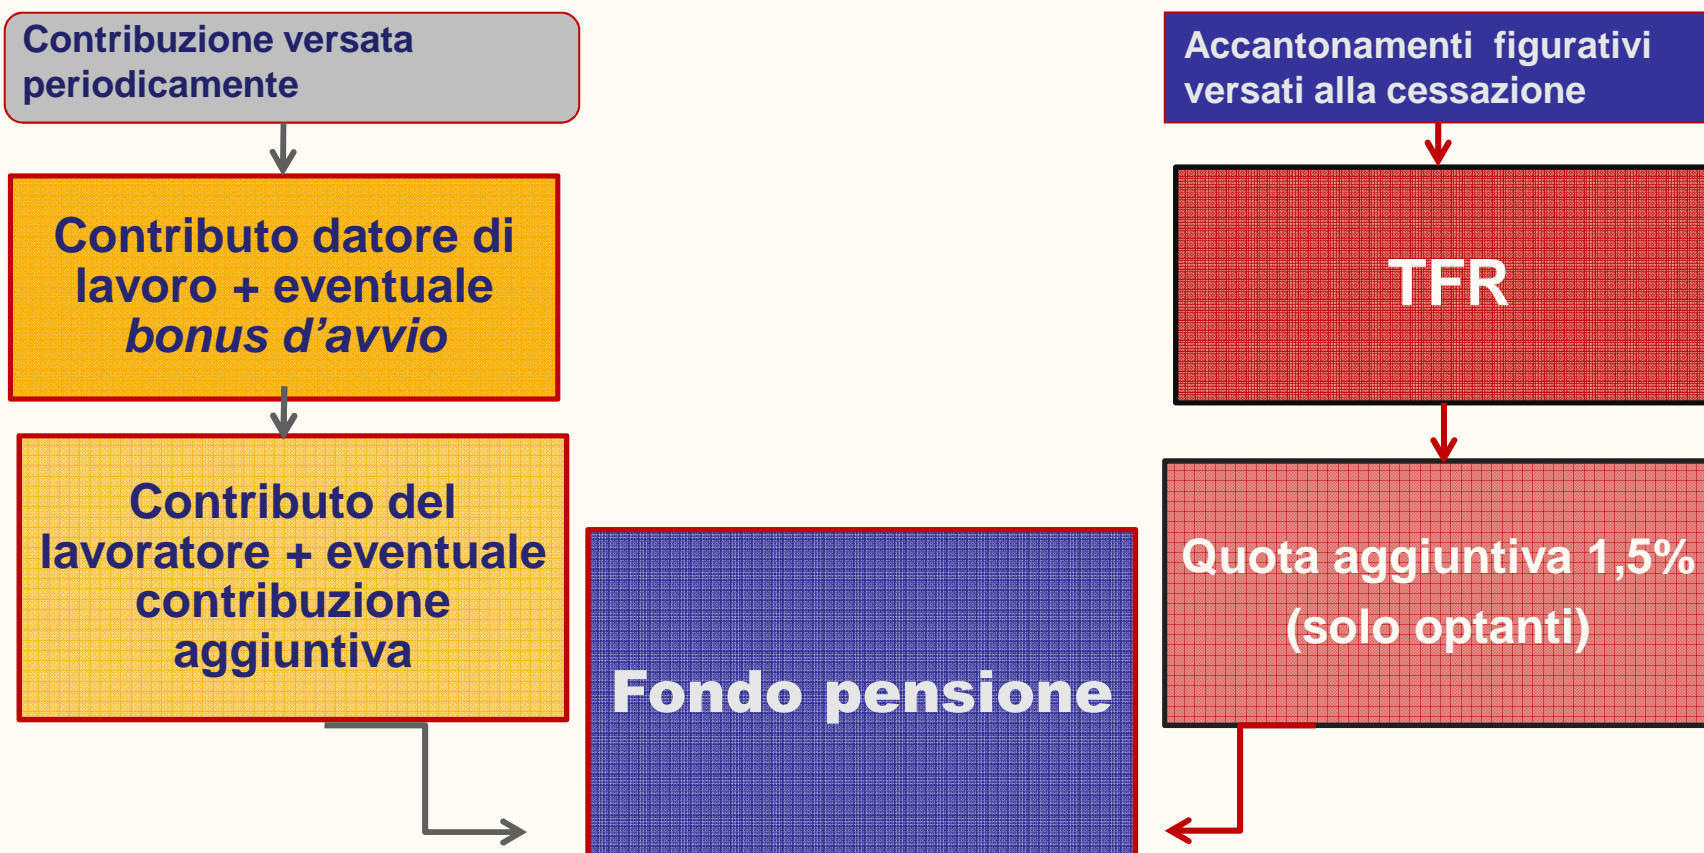 Contribuzione versata
periodicamente
Contributo datore di
lavoro + eventuale
bonus d’avvio
Contributo del
lavoratore + eventuale
contribuzione
aggiuntiva
Fondo pensione
Accantonamenti figurativi
versati alla cessazione
TFR
Quota aggiuntiva 1,5%
(solo optanti)